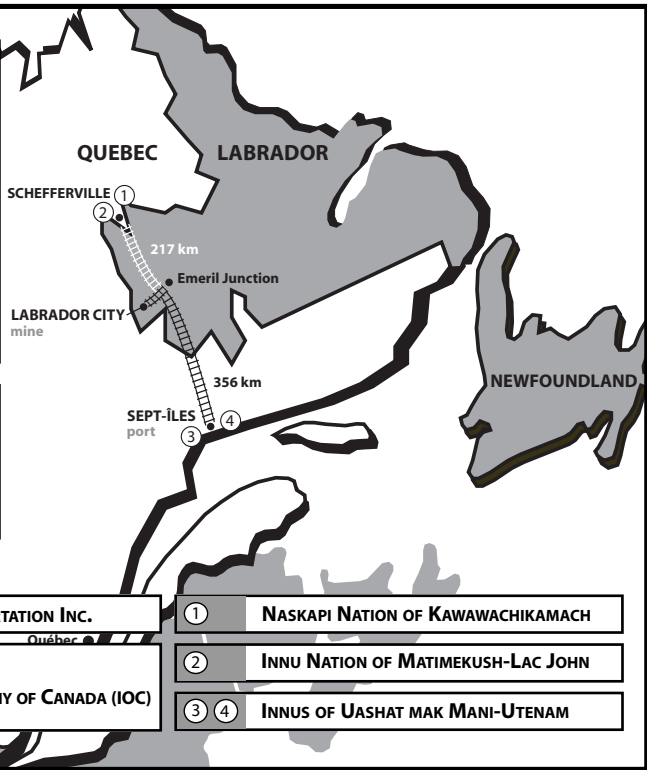 QUEBEC LABRADOR
SCHEFFERVILLE 1
2
217 km
Emeril Junction
LABRADOR CITY
mine
356 km
NEWFOUNDLAND
SEPT-ÎLES 4
port
3
TATION INC.
1 NASKAPI NATION OF KAWAWACHIKAMACH
Québec
2 INNU NATION OF MATIMEKUSH-LAC JOHN
NY OF CANADA (IOC)
3 4 INNUS OF UASHAT MAK MANI-UTENAM